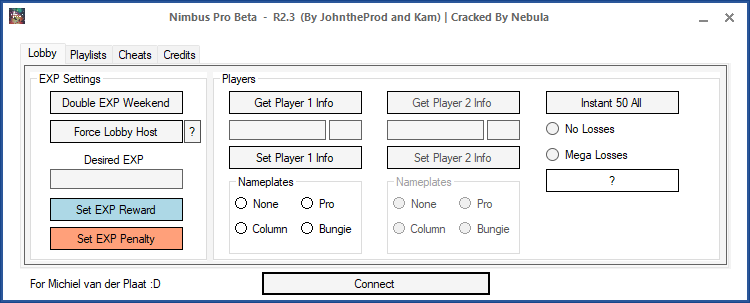 Nimbus Pro Beta - R2.3 (By JohntheProd and Kam) | Cracked By Nebula
Lobby Playlists Cheats Credits
EXP Settings
Double EXP Weekend
Force Lobby Host ?
Desired EXP
Set EXP Reward
Set EXP Penalty
Players
Get Player 1 Info
Set Player 1 Info
Nameplates
None Pro
Column Bungie
Get Player 2 Info
Set Player 2 Info
Nameplates
None Pro
Column Bungie
Instant 50 All
No Losses
Mega Losses
?
For Michiel van der Plaat :D
Connect